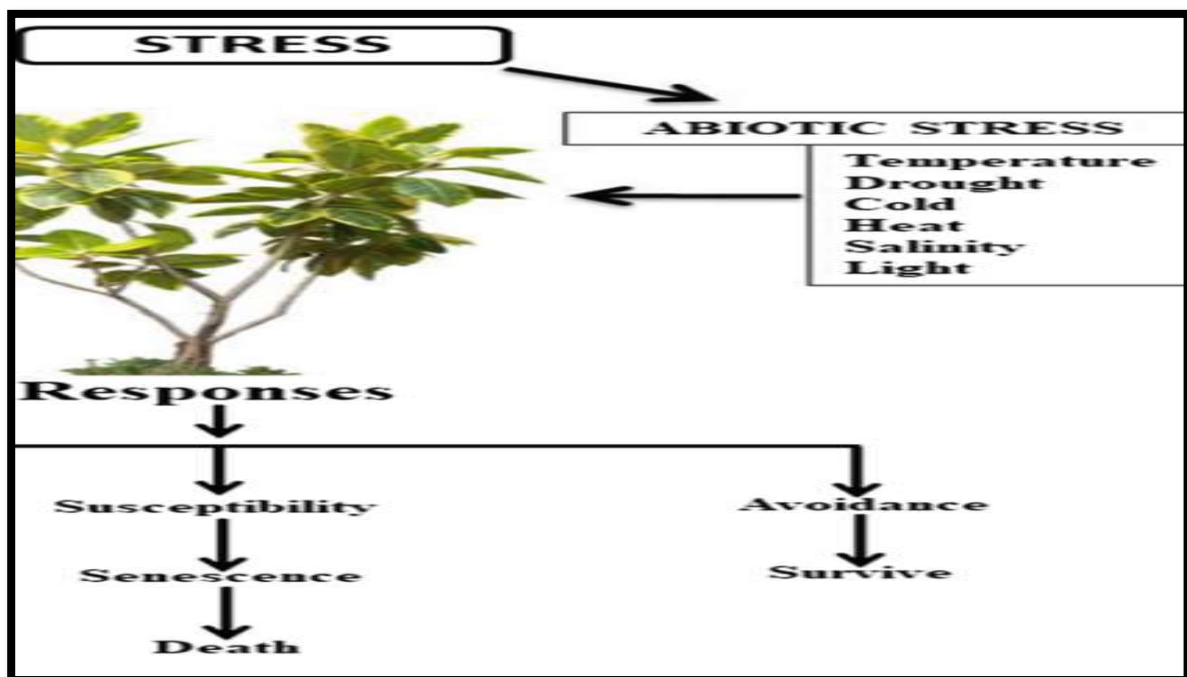 STRESS
ABIOTIC STRESS
Temperature
Drought
Cold
Heat
Salinity
Light
Responses
Susceptibility
Avoidance
Senescence
Survive
Death